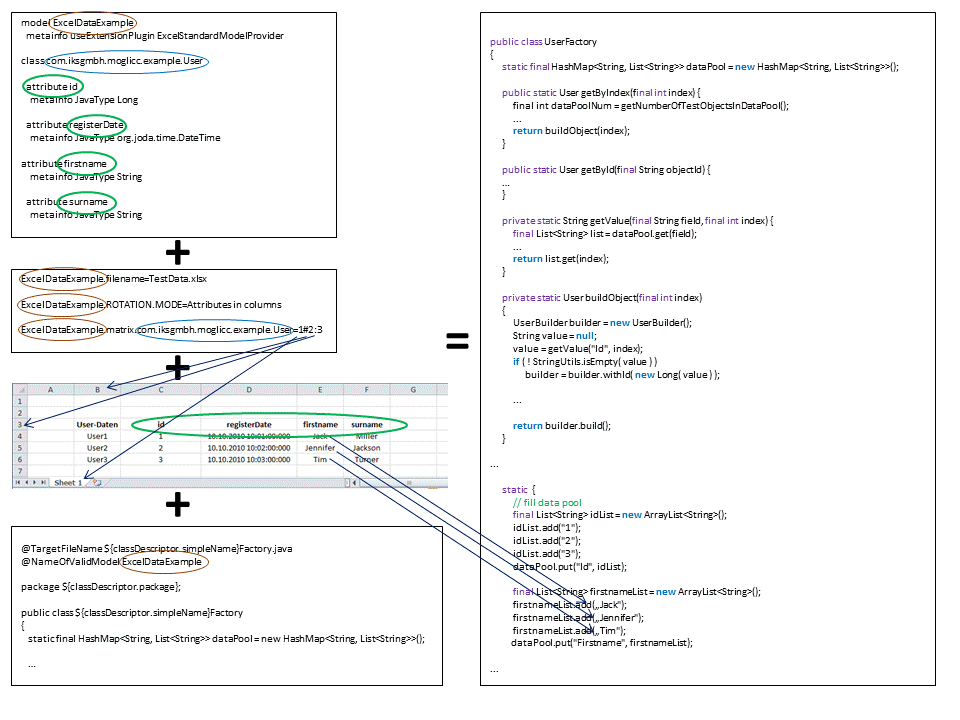 model ExcelDataExample
metainfo useExtensionPlugin ExcelStandardModelProvider
class com.iksgmbh.moglicc.example.User
attribute id
metainfo JavaType Long
attribute registerDate
metainfo JavaType org.joda.time.DateTime
attribute firstname
metainfo JavaType String
attribute surname
metainfo JavaType String
+
ExcelDataExample.filename=TestData.xlsx
ExcelDataExample.ROTATION.MODE=Attributes in columns
ExcelDataExample.matrix.com.iksgmbh.moglicc.example.User=1#2:3
+
A B C D E F G
1
2
3 User-Daten id registerDate firstname surname
4 User1 1 10.10.2010 10:01:00:000 Jack Miller
5 User2 2 10.10.2010 10:02:00:000 Jennifer Jackson
6 User3 3 10.10.2010 10:03:00:000 Tim Turner
7
Sheet 1
+
@TargetFileName ${classDescriptor.simpleName}Factory.java
@NameOfValidModel ExcelDataExample
package ${classDescriptor.package};
public class ${classDescriptor.simpleName}Factory
{
static final HashMap<String, List<String>> dataPool = new HashMap<String, List<String>>();
...
=
public class UserFactory
{
static final HashMap<String, List<String>> dataPool = new HashMap<String, List<String>>();
public static User getByIndex(final int index) {
final int dataPoolNum = getNumberOfTestObjectsInDataPool();
...
return buildObject(index);
}
public static User getById(final String objectId) {
...
}
private static String getValue(final String field, final int index) {
final List<String> list = dataPool.get(field);
...
return list.get(index);
}
private static User buildObject(final int index)
{
UserBuilder builder = new UserBuilder();
String value = null;
value = getValue("Id", index);
if ( ! StringUtils.isEmpty( value ) )
builder = builder.withId( new Long( value ) );
...
return builder.build();
}
...
static {
// fill data pool
final List<String> idList = new ArrayList<String>();
idList.add("1");
idList.add("2");
idList.add("3");
dataPool.put("Id", idList);
final List<String> firstnameList = new ArrayList<String>();
firstnameList.add(„Jack");
firstnameList.add(„Jennifer");
firstnameList.add(„Tim");
dataPool.put("Firstname", firstnameList);
...